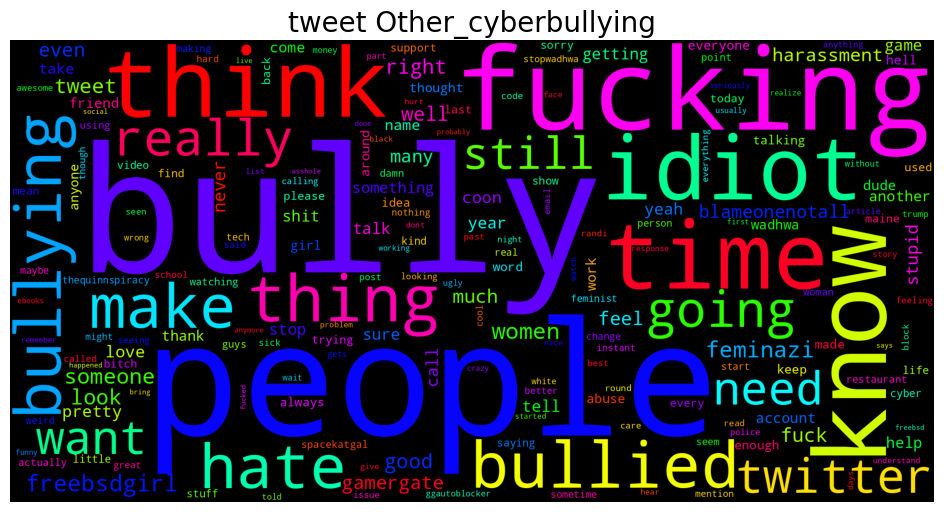 tweet Other_cyberbullying
even
making
come
money
support
part
sorry
stopwadhwa
everyone
anything
game
take
hard
live
back
right
getting
point
harassment
hell
tweet
awesome
think
thought
fucking
code
face
today
seriously
realize
friend
social
well
last
hurt
usually
using
really
name
done
black
probably
still
idiot
talking
everything
without
used
though
anyone
video
find
never
many
around
damn
list
calling
asshole
show
yeah
dude
another
mean
seen
please
something
idea
nothing
coon
email
person
blameonenotall
article
trump
first
bullying
bully
shit
girl
talk
dont
year
past
night
randi
wadhwa
maine
wrong
tech
said
kind
working
real
word
work
time
response
story
stupid
know
maybe
thequinnspiracy
school
watching
post
looking
ugly
feminist
match
woman
feeling
ebooks
make
thing
much
cool
going
remember
might
seeing
thank
stop
problem
anymore
trying
sure
women
feel
change
made
block
says
called
love
guys
sick
gets
call
instant
feminazi
happened
bitch
someone
people
crazy
best
restaurant
life
look
bring
wait
white
better
round
start
need
keep
cyber
pretty
always
fucked
started
tell
care
abuse
every
read
account
freebsd
weird
funny
want
spacekatgal
saying
seem
police
fuck
enough
help
actually
little
great
hate
good
give
bullied
twitter
understand
freebsdgirl
stuff
told
gamergate
issue
ggautoblocker
sometime
hear
mention
days